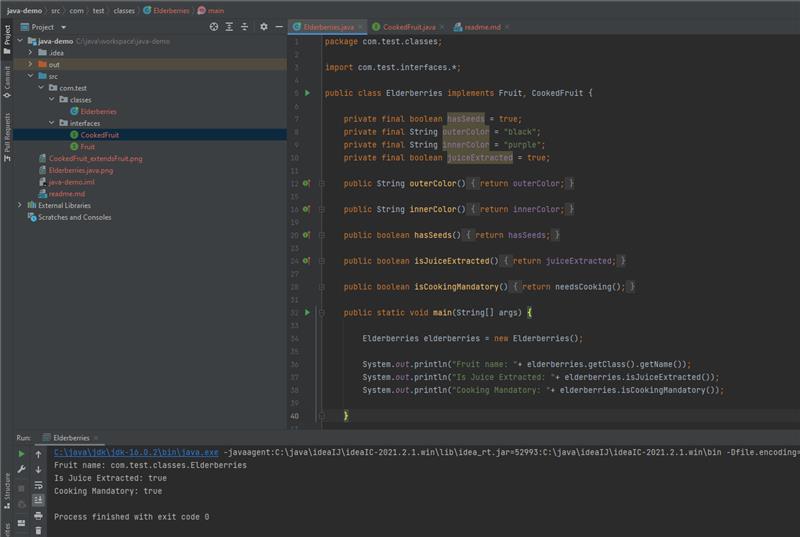 java-demo › src › com › test › classes › Elderberries › main
Project
Elderberries.java
CookedFruit.java
readme.md
java-demo C:\java\workspace\java-demo
.idea
out
src
com.test
classes
Elderberries
interfaces
CookedFruit
Fruit
CookedFruit_extendsFruit.png
Elderberries.java.png
java-demo.iml
readme.md
External Libraries
Scratches and Consoles
Project
Commit
Pull Requests
1 package com.test.classes;
2
3 import com.test.interfaces.*;
4
5 public class Elderberries implements Fruit, CookedFruit {
6
7 private final boolean hasSeeds = true;
8 private final String outerColor = "black";
9 private final String innerColor = "purple";
10 private final boolean juiceExtracted = true;
11
12 public String outerColor() { return outerColor; }
15
16 public String innerColor() { return innerColor; }
19
20 public boolean hasSeeds() { return hasSeeds; }
23
24 public boolean isJuiceExtracted() { return juiceExtracted; }
27
28 public boolean isCookingMandatory() { return needsCooking(); }
31
32 public static void main(String[] args) {
33
34 Elderberries elderberries = new Elderberries();
35
36 System.out.println("Fruit name: "+ elderberries.getClass().getName());
37 System.out.println("Is Juice Extracted: "+ elderberries.isJuiceExtracted());
38 System.out.println("Cooking Mandatory: "+ elderberries.isCookingMandatory());
39
40 }
Run: Elderberries
C:\java\jdk\jdk-16.0.2\bin\java.exe -javaagent:C:\java\ideaIJ\ideaIC-2021.2.1.win\lib\idea_rt.jar=52993:C:\java\ideaIJ\ideaIC-2021.2.1.win\bin -Dfile.encoding=
Fruit name: com.test.classes.Elderberries
Is Juice Extracted: true
Cooking Mandatory: true
Process finished with exit code 0
Structure